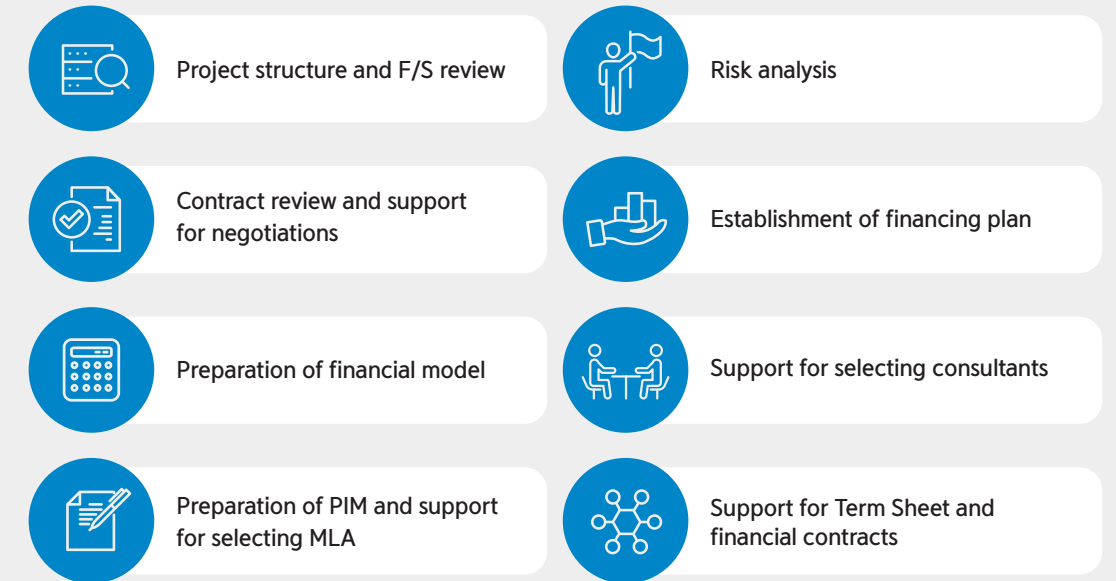 Project structure and F/S review
Risk analysis
Contract review and support
for negotiations
Establishment of financing plan
Preparation of financial model
Support for selecting consultants
Preparation of PIM and support
for selecting MLA
Support for Term Sheet and
financial contracts